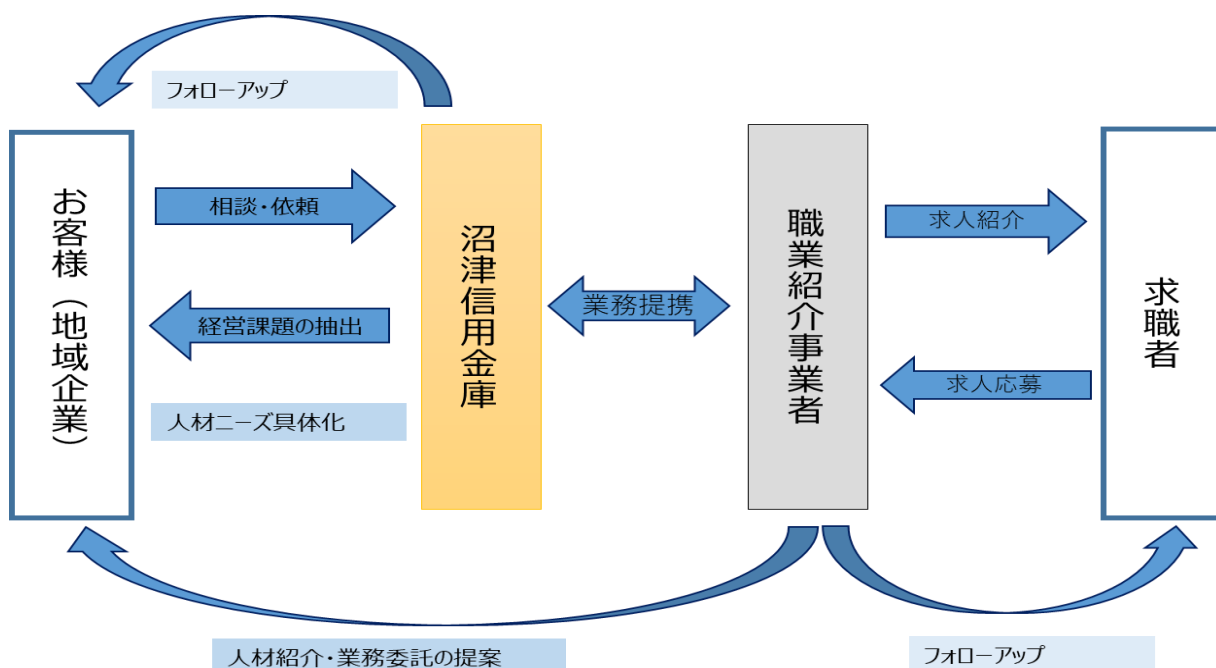 フォローアップ
お客様（地域企業）
相談・依頼
経営課題の抽出
人材ニーズ具体化
沼津信用金庫
業務提携
職業紹介事業者
求人紹介
求人応募
求職者
人材紹介・業務委託の提案
フォローアップ